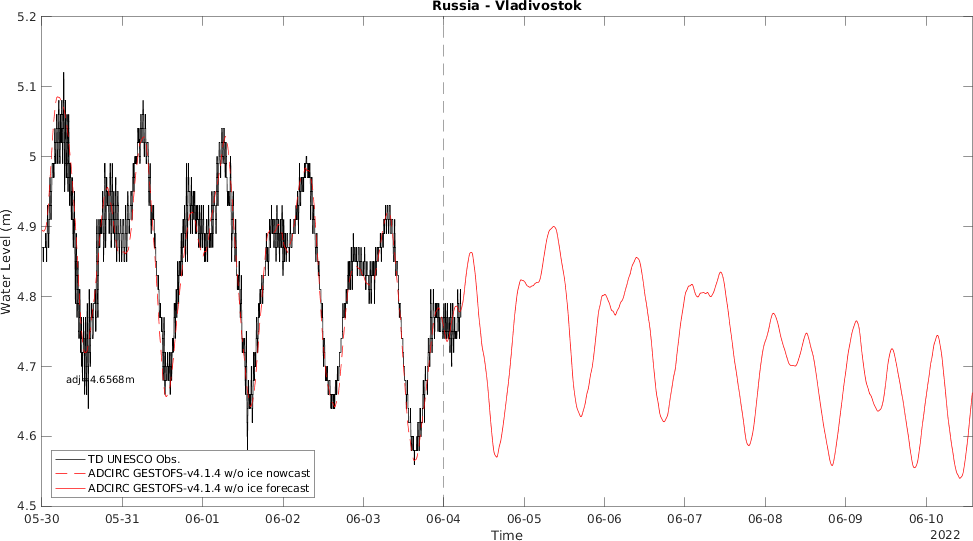 Russia - Vladivostok
5.2
5.1
5
4.9
4.8
4.7
4.6
4.5
Water Level (m)
adj=4.6568m
TD UNESCO Obs.
ADCIRC GESTOFS-v4.1.4 w/o ice nowcast
ADCIRC GESTOFS-v4.1.4 w/o ice forecast
05-30 05-31 06-01 06-02 06-03 06-04 06-05 06-06 06-07 06-08 06-09 06-10
Time
2022